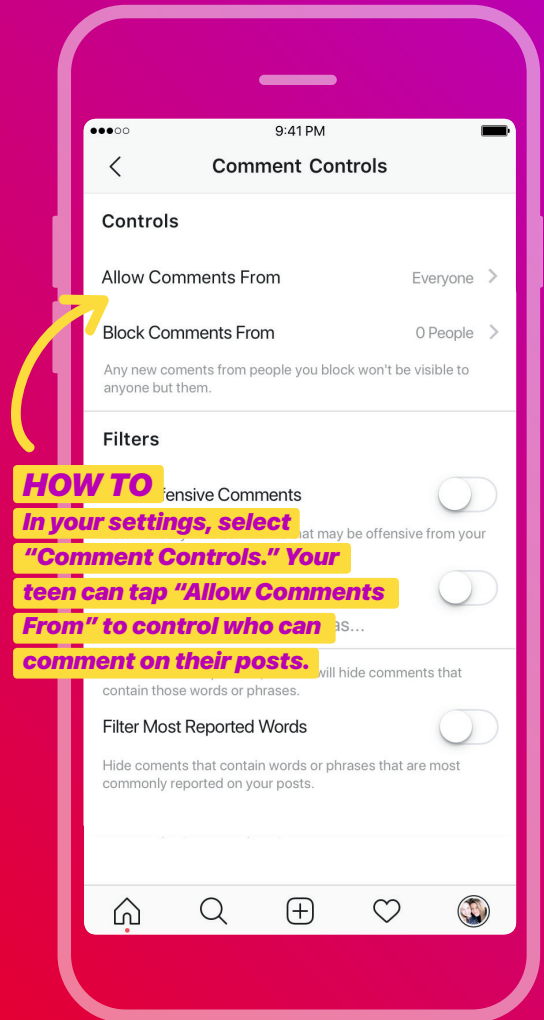 9:41 PM
Comment Controls
Controls
Allow Comments From Everyone
Block Comments From 0 People
Any new coments from people you block won't be visible to
anyone but them.
Filters
HOW TO
ensive Comments
In your settings, select
at may be offensive from your
“Comment Controls.” Your
teen can tap “Allow Comments
From” to control who can
as...
comment on their posts.
will hide comments that
contain those words or phrases.
Filter Most Reported Words
Hide coments that contain words or phrases that are most
commonly reported on your posts.